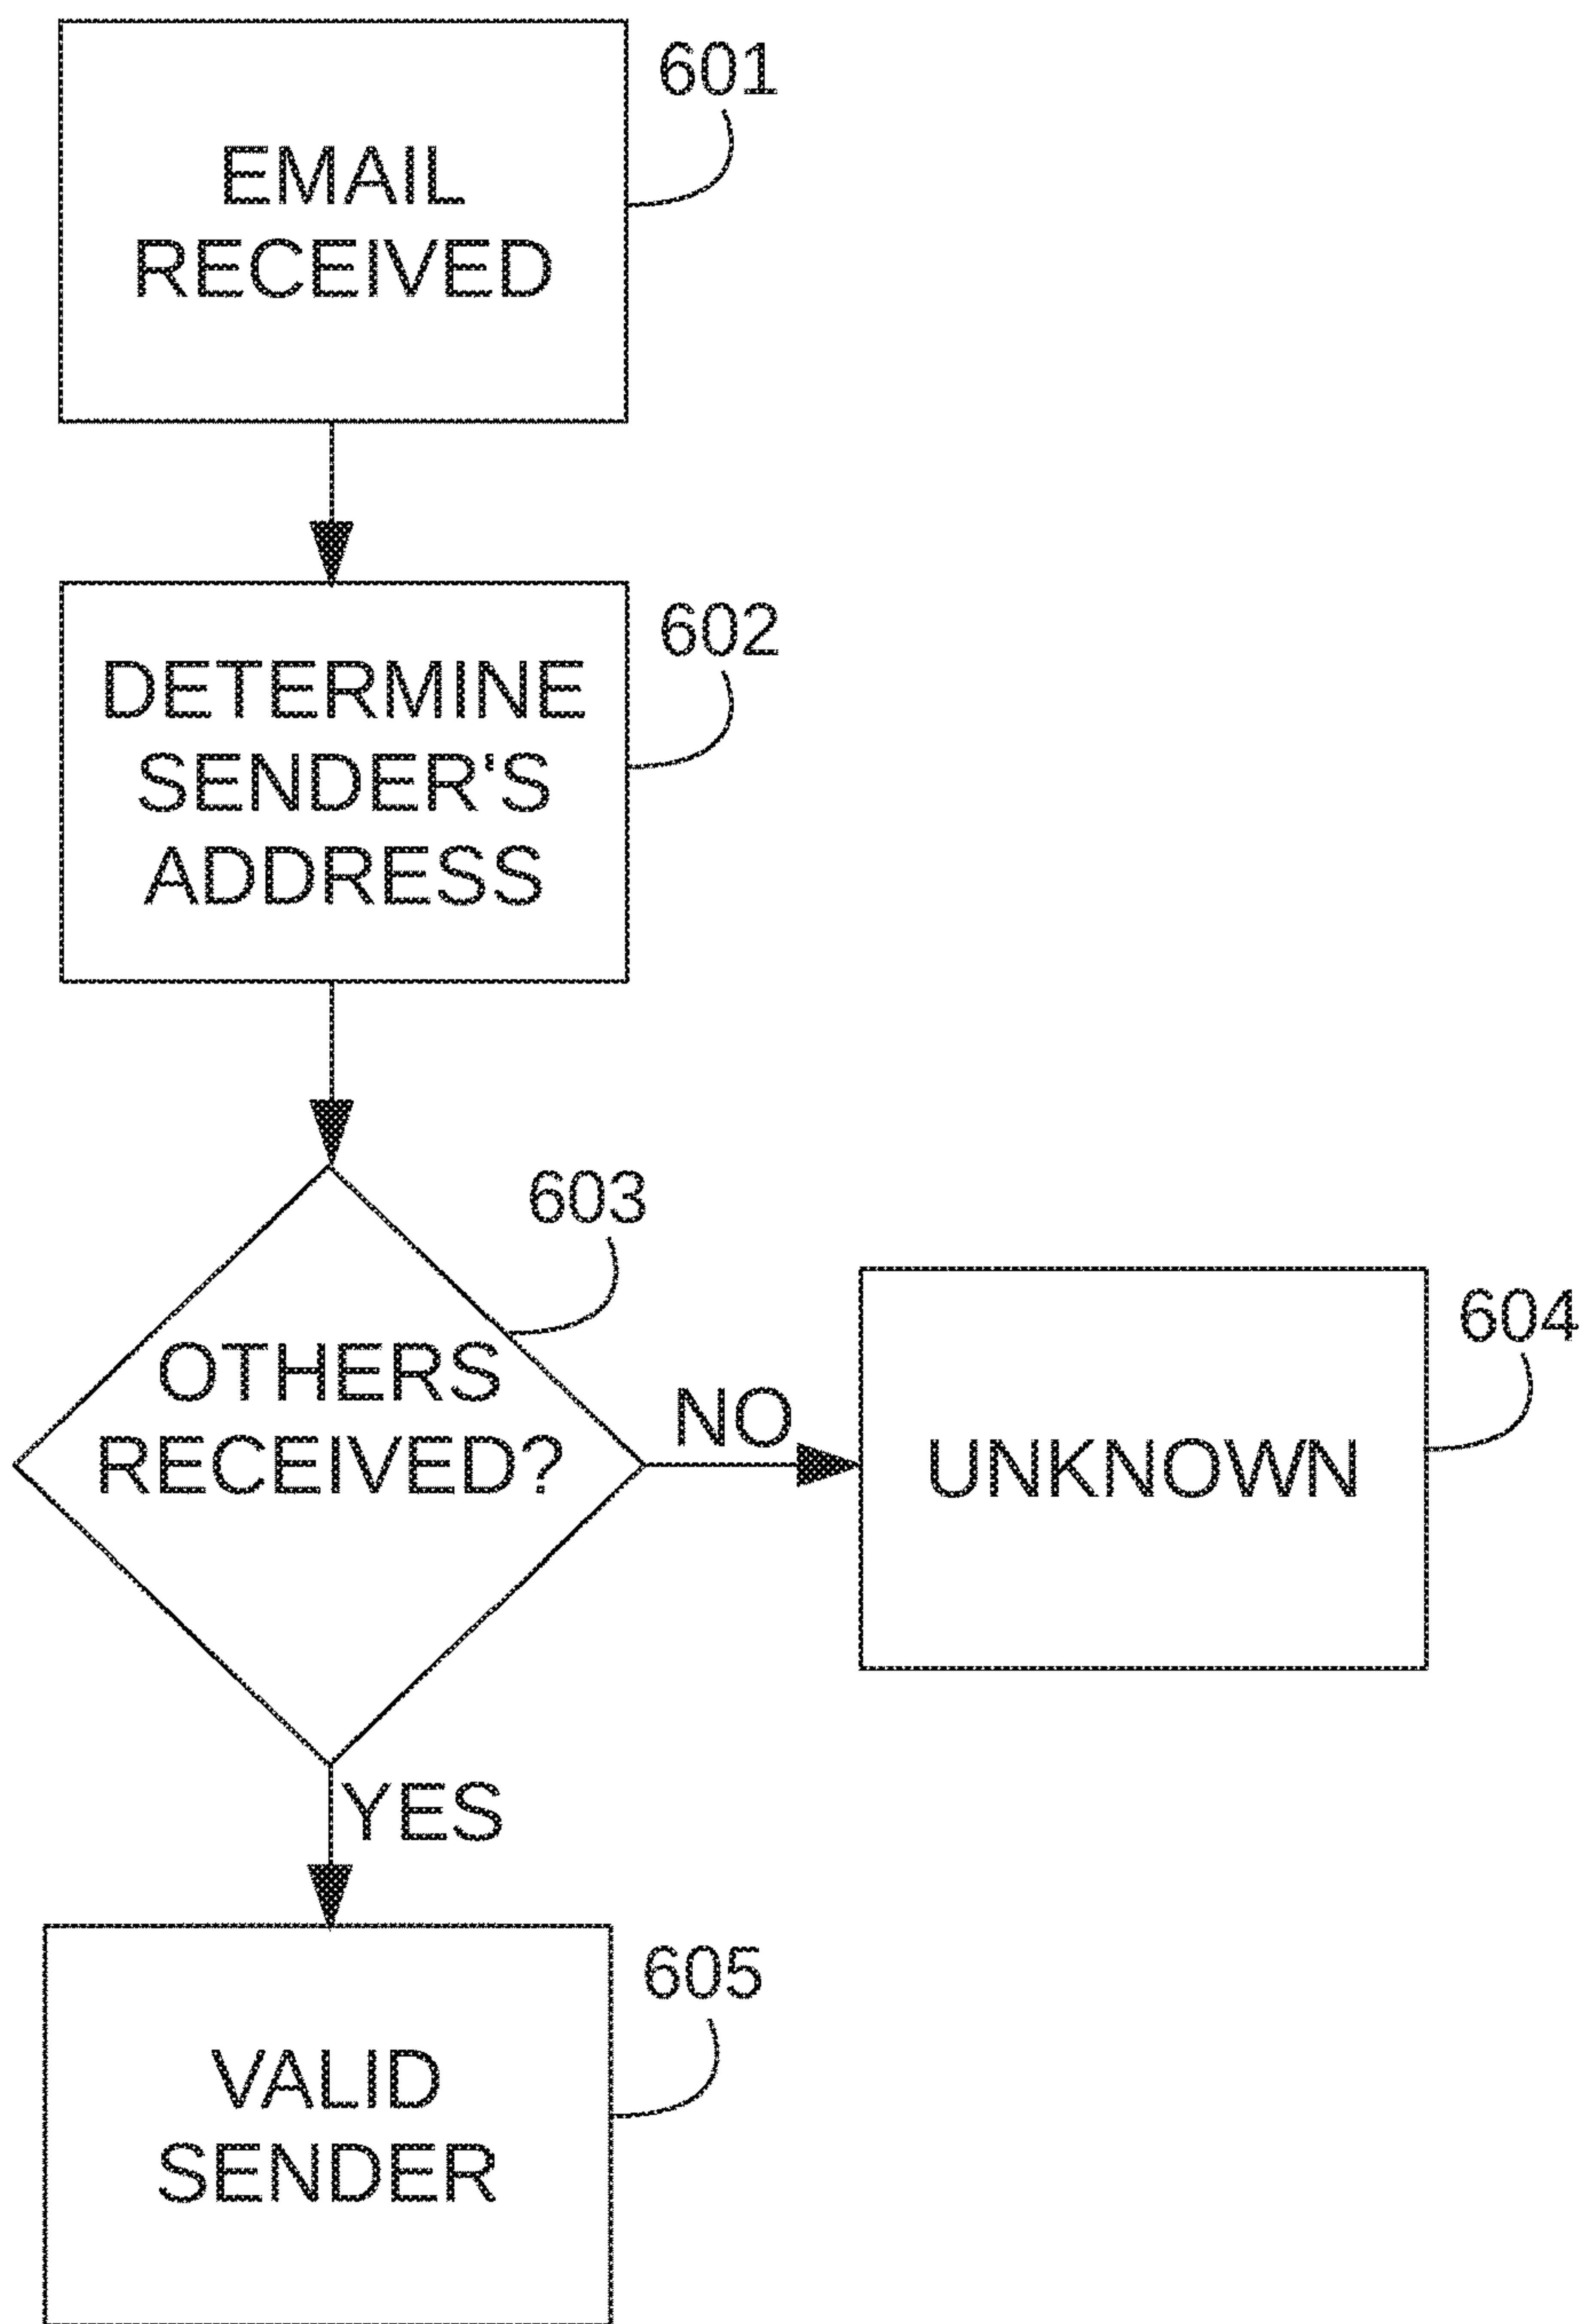 601
EMAIL
RECEIVED
602
DETERMINE
SENDER'S
ADDRESS
603
OTHERS
RECEIVED?
NO
604
UNKNOWN
YES
605
VALID
SENDER